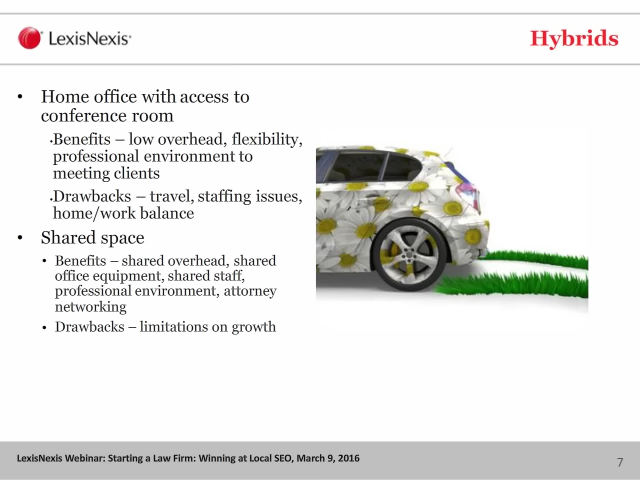 LexisNexis®
Hybrids
• Home office with access to
conference room
•Benefits – low overhead, flexibility,
professional environment to
meeting clients
•Drawbacks – travel, staffing issues,
home/work balance
• Shared space
• Benefits – shared overhead, shared
office equipment, shared staff,
professional environment, attorney
networking
• Drawbacks – limitations on growth
LexisNexis Webinar: Starting a Law Firm: Winning at Local SEO, March 9, 2016
7